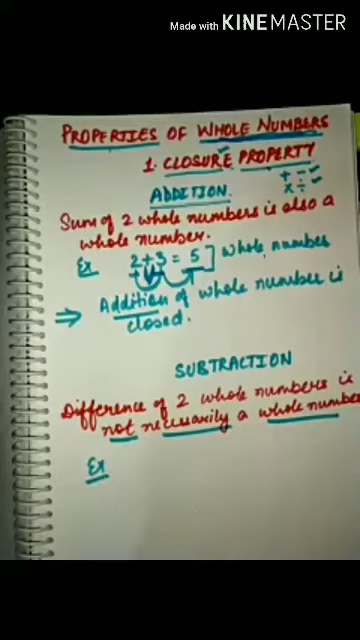 Made with KINEMASTER
PROPERTIES OF WHOLE NUMBERS
1. CLOSURE PROPERTY
+ -
× ÷
ADDITION.
Sum of 2 whole numbers is also a
whole number.
Ex 2+3 = 5] Whole number
⇒ Addition of whole number is
closed.
SUBTRACTION
Difference of 2 whole numbers is
not necessarily a whole number
Ex